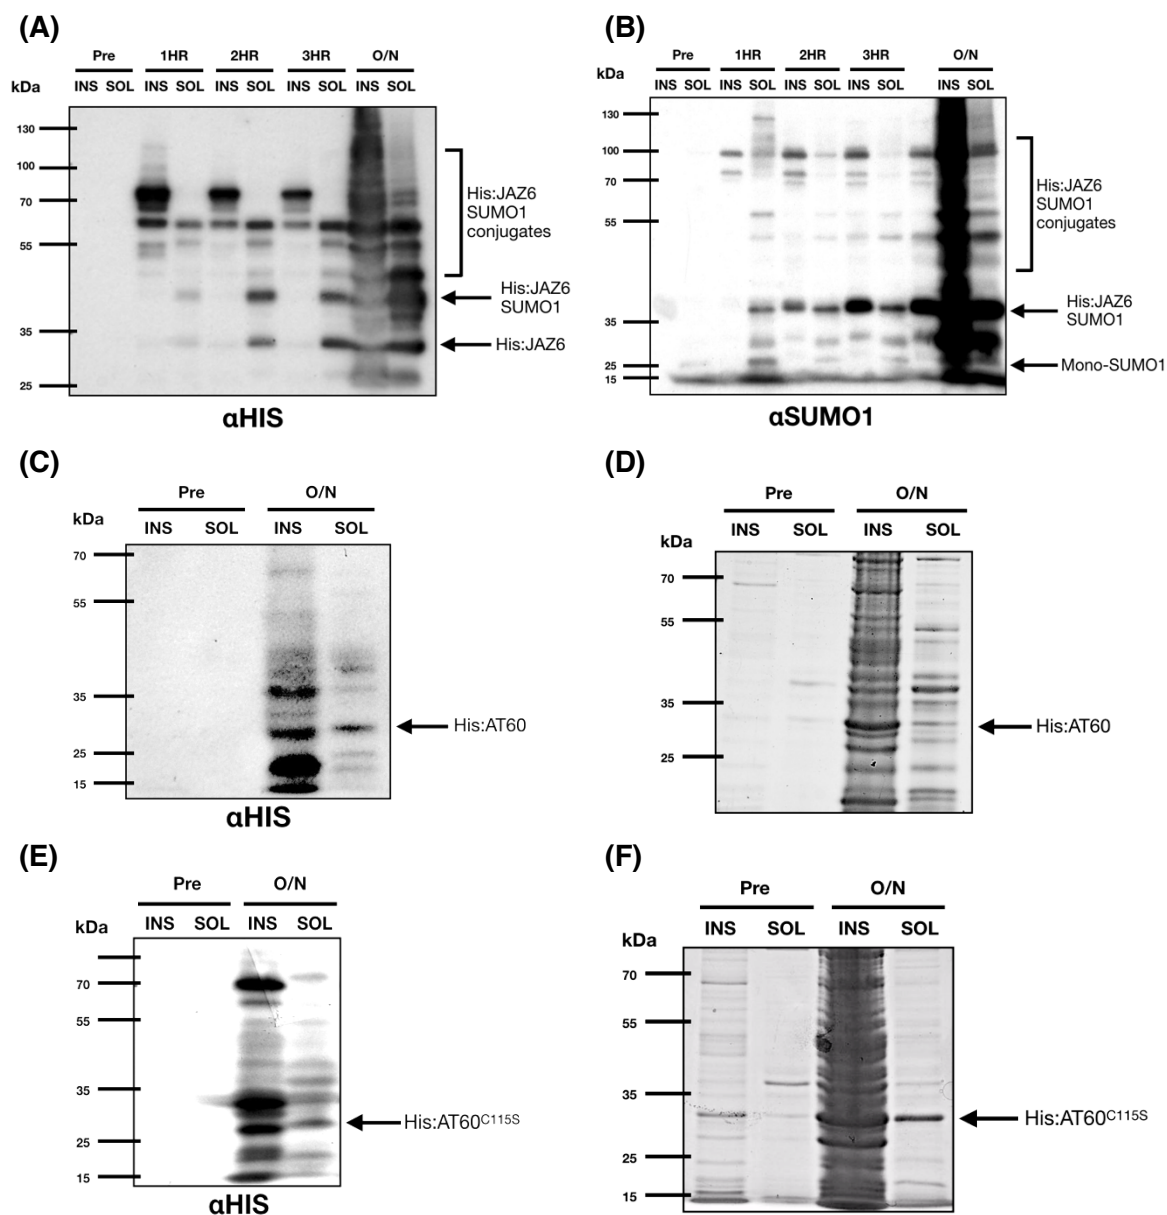 (A)
Pre 1HR 2HR 3HR O/N
kDa
INS SOL INS SOL INS SOL INS SOL INS SOL
130
100
70
55
35
25
His:JAZ6
SUMO1
conjugates
His:JAZ6
SUMO1
His:JAZ6
αHIS
(B)
Pre 1HR 2HR 3HR O/N
kDa
INS SOL INS SOL INS SOL INS SOL INS SOL
130
100
70
55
35
25
15
His:JAZ6
SUMO1
conjugates
His:JAZ6
SUMO1
Mono-SUMO1
αSUMO1
(C)
Pre O/N
kDa
INS SOL INS SOL
70
55
35
25
15
His:AT60
αHIS
(D)
Pre O/N
INS SOL INS SOL
kDa
70
55
35
25
His:AT60
(E)
Pre O/N
kDa
INS SOL INS SOL
70
55
35
25
15
His:AT60C115S
αHIS
(F)
Pre O/N
INS SOL INS SOL
kDa
70
55
35
25
15
His:AT60C115S